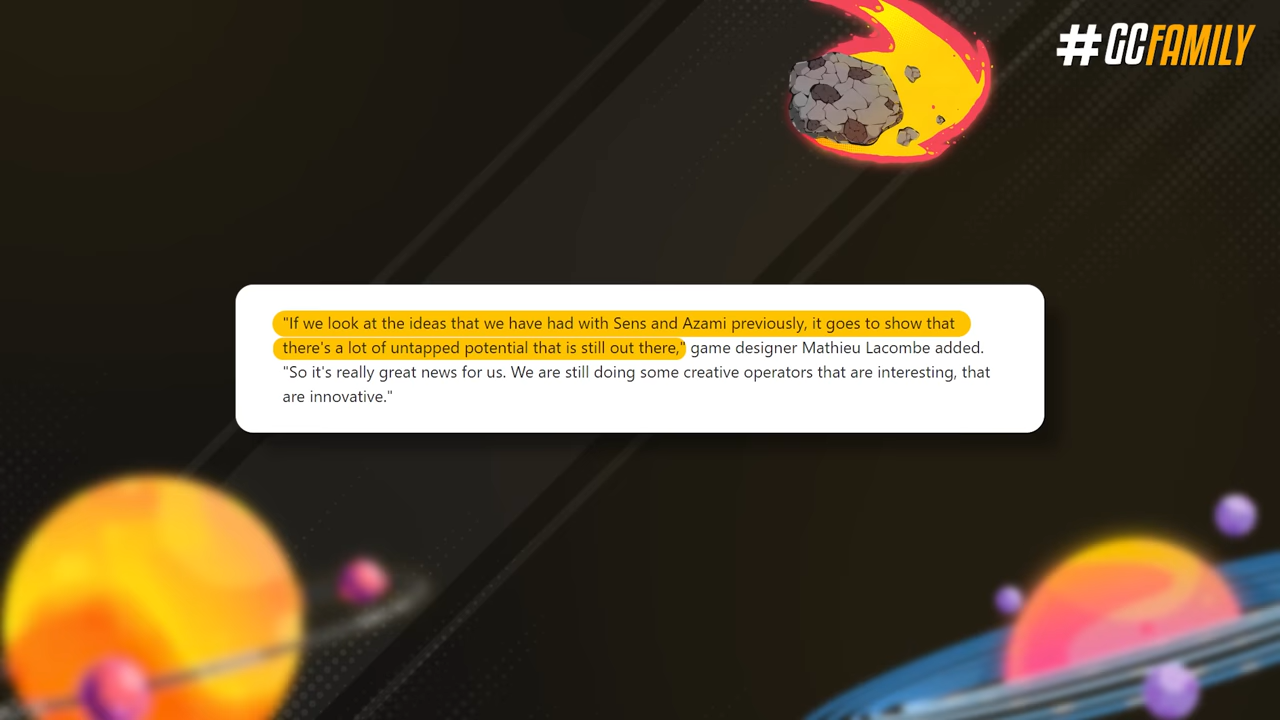 #GCFAMILY
"If we look at the ideas that we have had with Sens and Azami previously, it goes to show that
there's a lot of untapped potential that is still out there," game designer Mathieu Lacombe added.
"So it's really great news for us. We are still doing some creative operators that are interesting, that
are innovative."